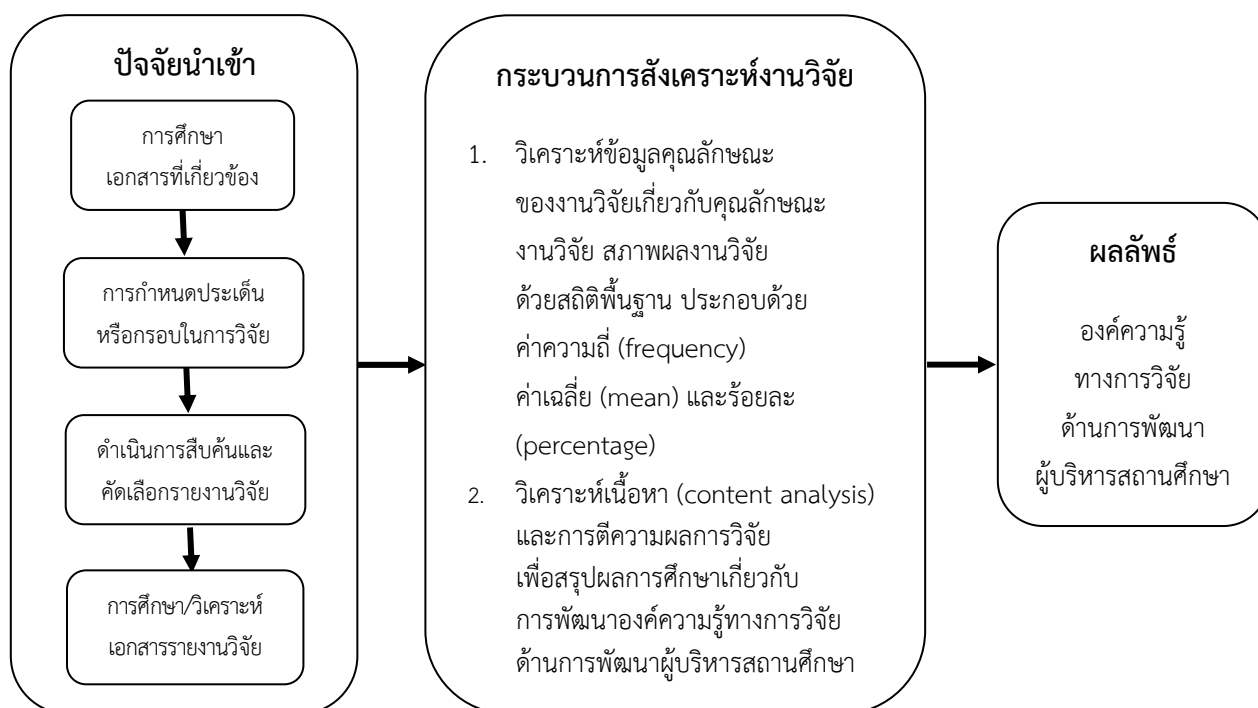 ปัจจัยนำเข้า
การศึกษา
เอกสารที่เกี่ยวข้อง
การกำหนดประเด็น
หรือกรอบในการวิจัย
ดำเนินการสืบค้นและ
คัดเลือกรายงานวิจัย
การศึกษา/วิเคราะห์
เอกสารรายงานวิจัย
กระบวนการสังเคราะห์งานวิจัย
1. วิเคราะห์ข้อมูลคุณลักษณะ
ของงานวิจัยเกี่ยวกับคุณลักษณะ
งานวิจัย สภาพผลงานวิจัย
ด้วยสถิติพื้นฐาน ประกอบด้วย
ค่าความถี่ (frequency)
ค่าเฉลี่ย (mean) และร้อยละ
(percentage)
2. วิเคราะห์เนื้อหา (content analysis)
และการตีความผลการวิจัย
เพื่อสรุปผลการศึกษาเกี่ยวกับ
การพัฒนาองค์ความรู้ทางการวิจัย
ด้านการพัฒนาผู้บริหารสถานศึกษา
ผลลัพธ์
องค์ความรู้
ทางการวิจัย
ด้านการพัฒนา
ผู้บริหารสถานศึกษา